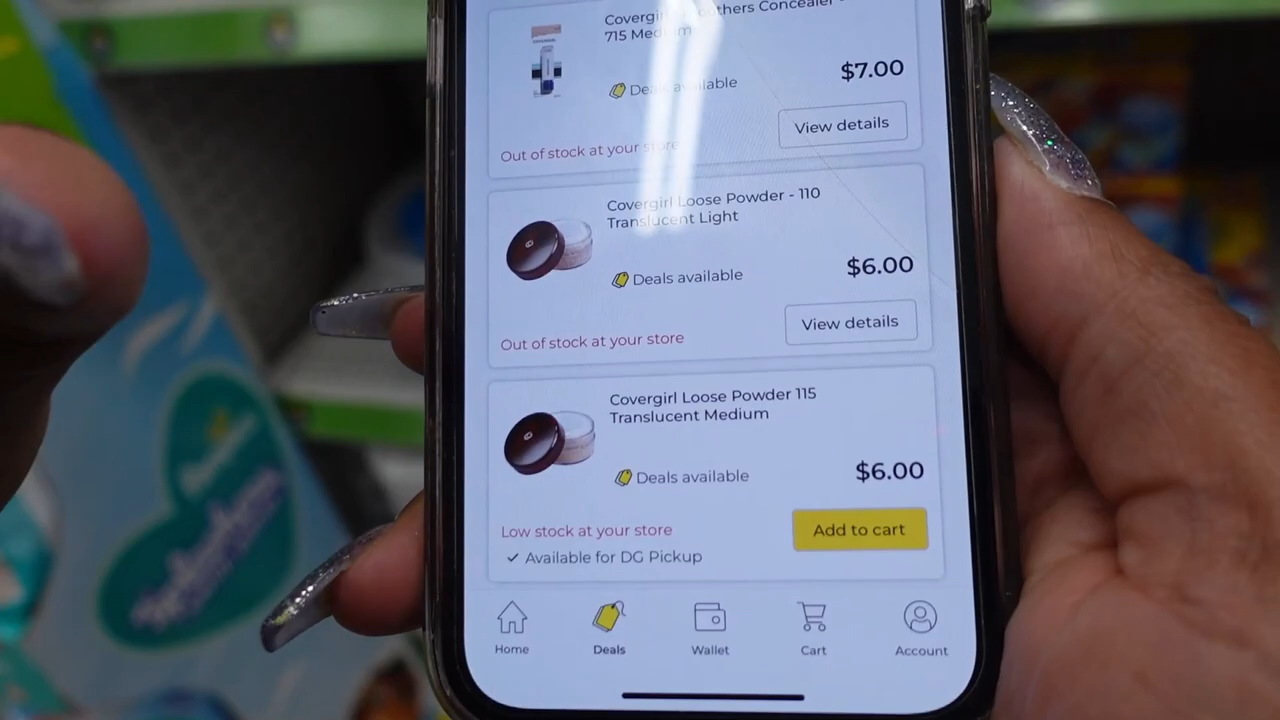 Covergirl Concealer -
715 Medium
$7.00
Deals available
View details
Out of stock at your store
Covergirl Loose Powder - 110
Translucent Light
$6.00
Deals available
View details
Out of stock at your store
Covergirl Loose Powder 115
Translucent Medium
$6.00
Deals available
Low stock at your store
Add to cart
Available for DG Pickup
Home
Deals
Wallet
Cart
Account